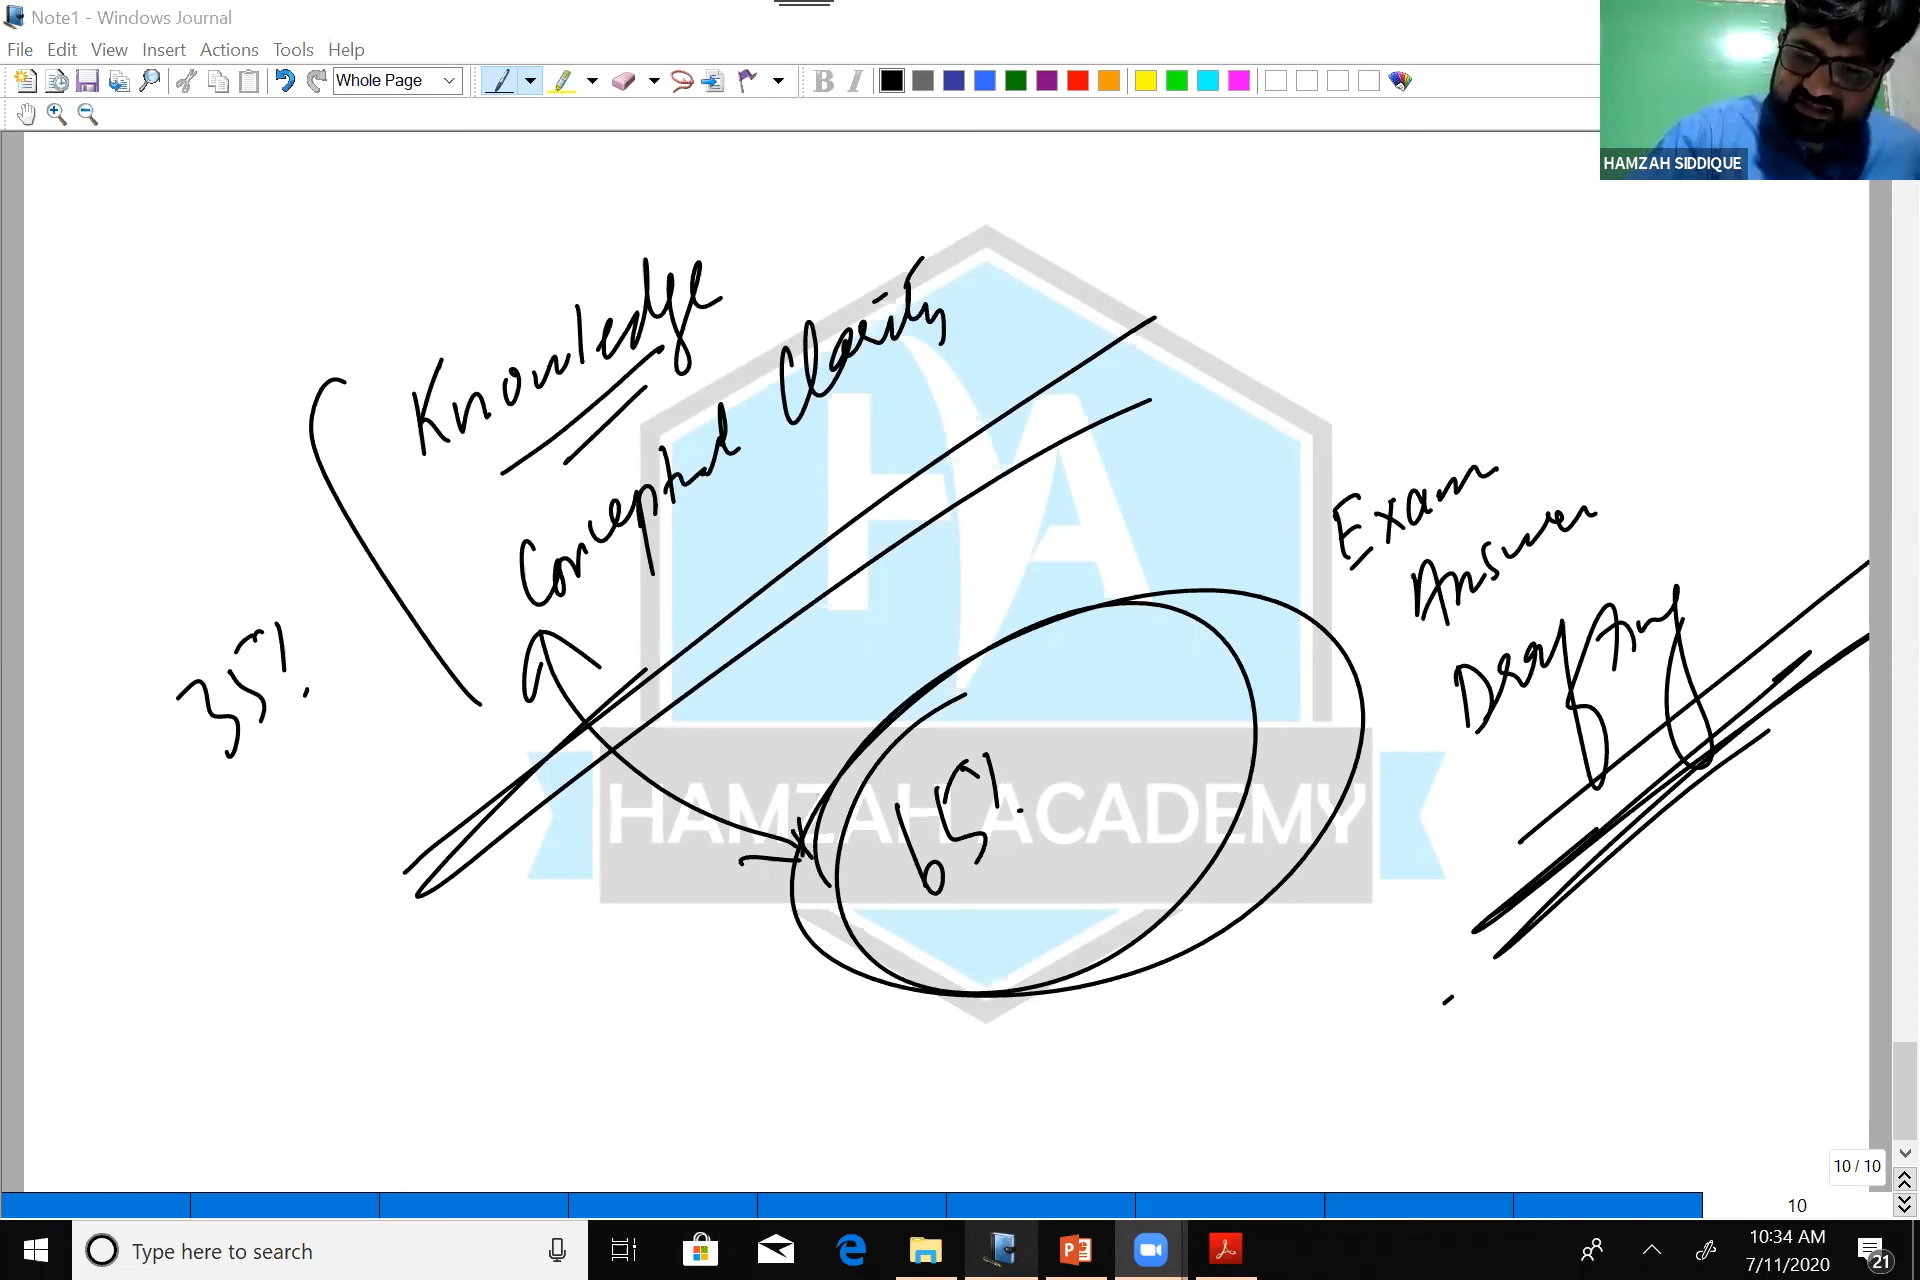 Note1 - Windows Journal
File Edit View Insert Actions Tools Help
Whole Page
B I
HAMZAH SIDDIQUE
Knowledge
Conceptual Clarity
35%
65%
Exam
Answer
Drafting
HA
HAMZAH ACADEMY
10 / 10
10
Type here to search
10:34 AM
7/11/2020
21